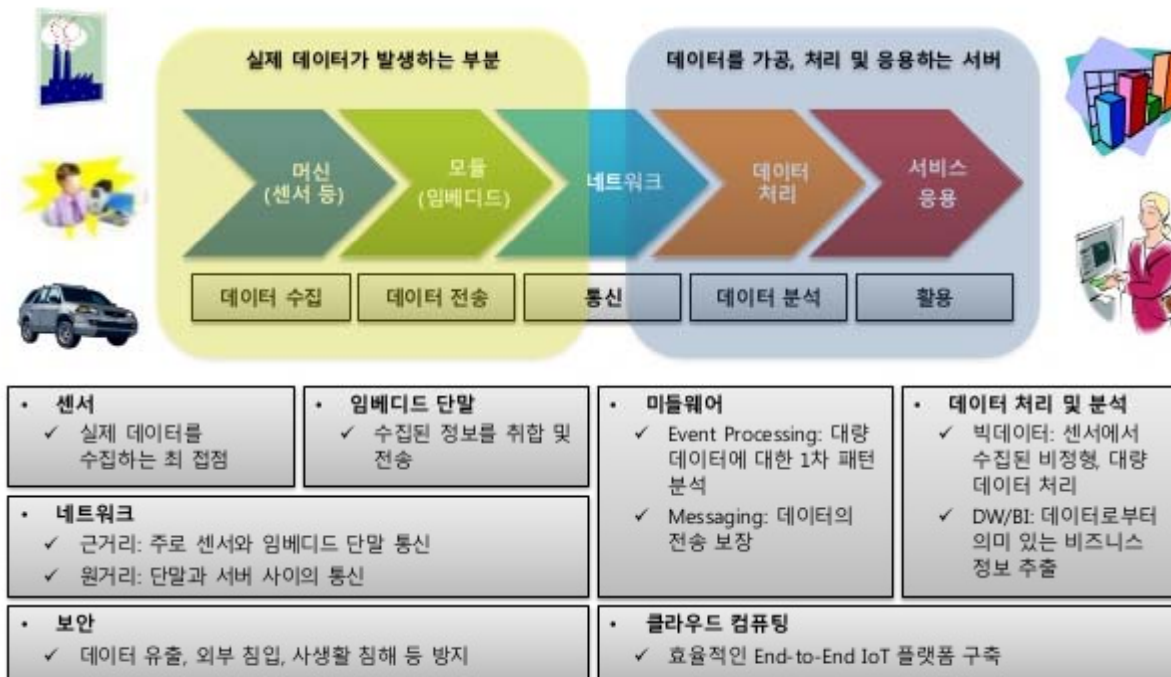 실제 데이터가 발생하는 부분
데이터를 가공, 처리 및 응용하는 서버
머신
(센서 등)
모듈
(임베디드)
네트워크
데이터
처리
서비스
응용
데이터 수집
데이터 전송
통신
데이터 분석
활용
• 센서
✓ 실제 데이터를
수집하는 최 접점
• 임베디드 단말
✓ 수집된 정보를 취합 및
전송
• 네트워크
✓ 근거리: 주로 센서와 임베디드 단말 통신
✓ 원거리: 단말과 서버 사이의 통신
• 보안
✓ 데이터 유출, 외부 침입, 사생활 침해 등 방지
• 미들웨어
✓ Event Processing: 대량
데이터에 대한 1차 패턴
분석
✓ Messaging: 데이터의
전송 보장
• 데이터 처리 및 분석
✓ 빅데이터: 센서에서
수집된 비정형, 대량
데이터 처리
✓ DW/BI: 데이터로부터
의미 있는 비즈니스
정보 추출
• 클라우드 컴퓨팅
✓ 효율적인 End-to-End IoT 플랫폼 구축